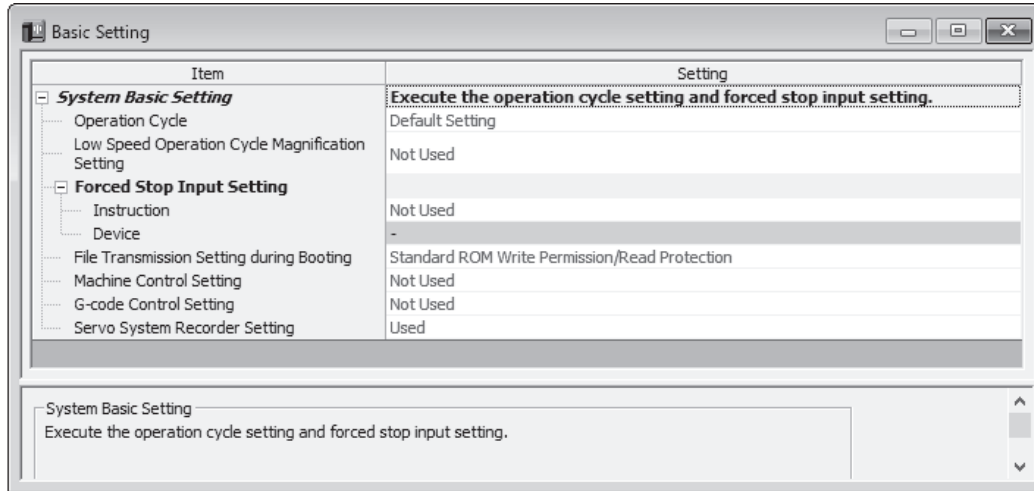 Basic Setting
Item Setting
System Basic Setting Execute the operation cycle setting and forced stop input setting.
Operation Cycle Default Setting
Low Speed Operation Cycle Magnification
Setting Not Used
Forced Stop Input Setting
Instruction Not Used
Device -
File Transmission Setting during Booting Standard ROM Write Permission/Read Protection
Machine Control Setting Not Used
G-code Control Setting Not Used
Servo System Recorder Setting Used
System Basic Setting
Execute the operation cycle setting and forced stop input setting.